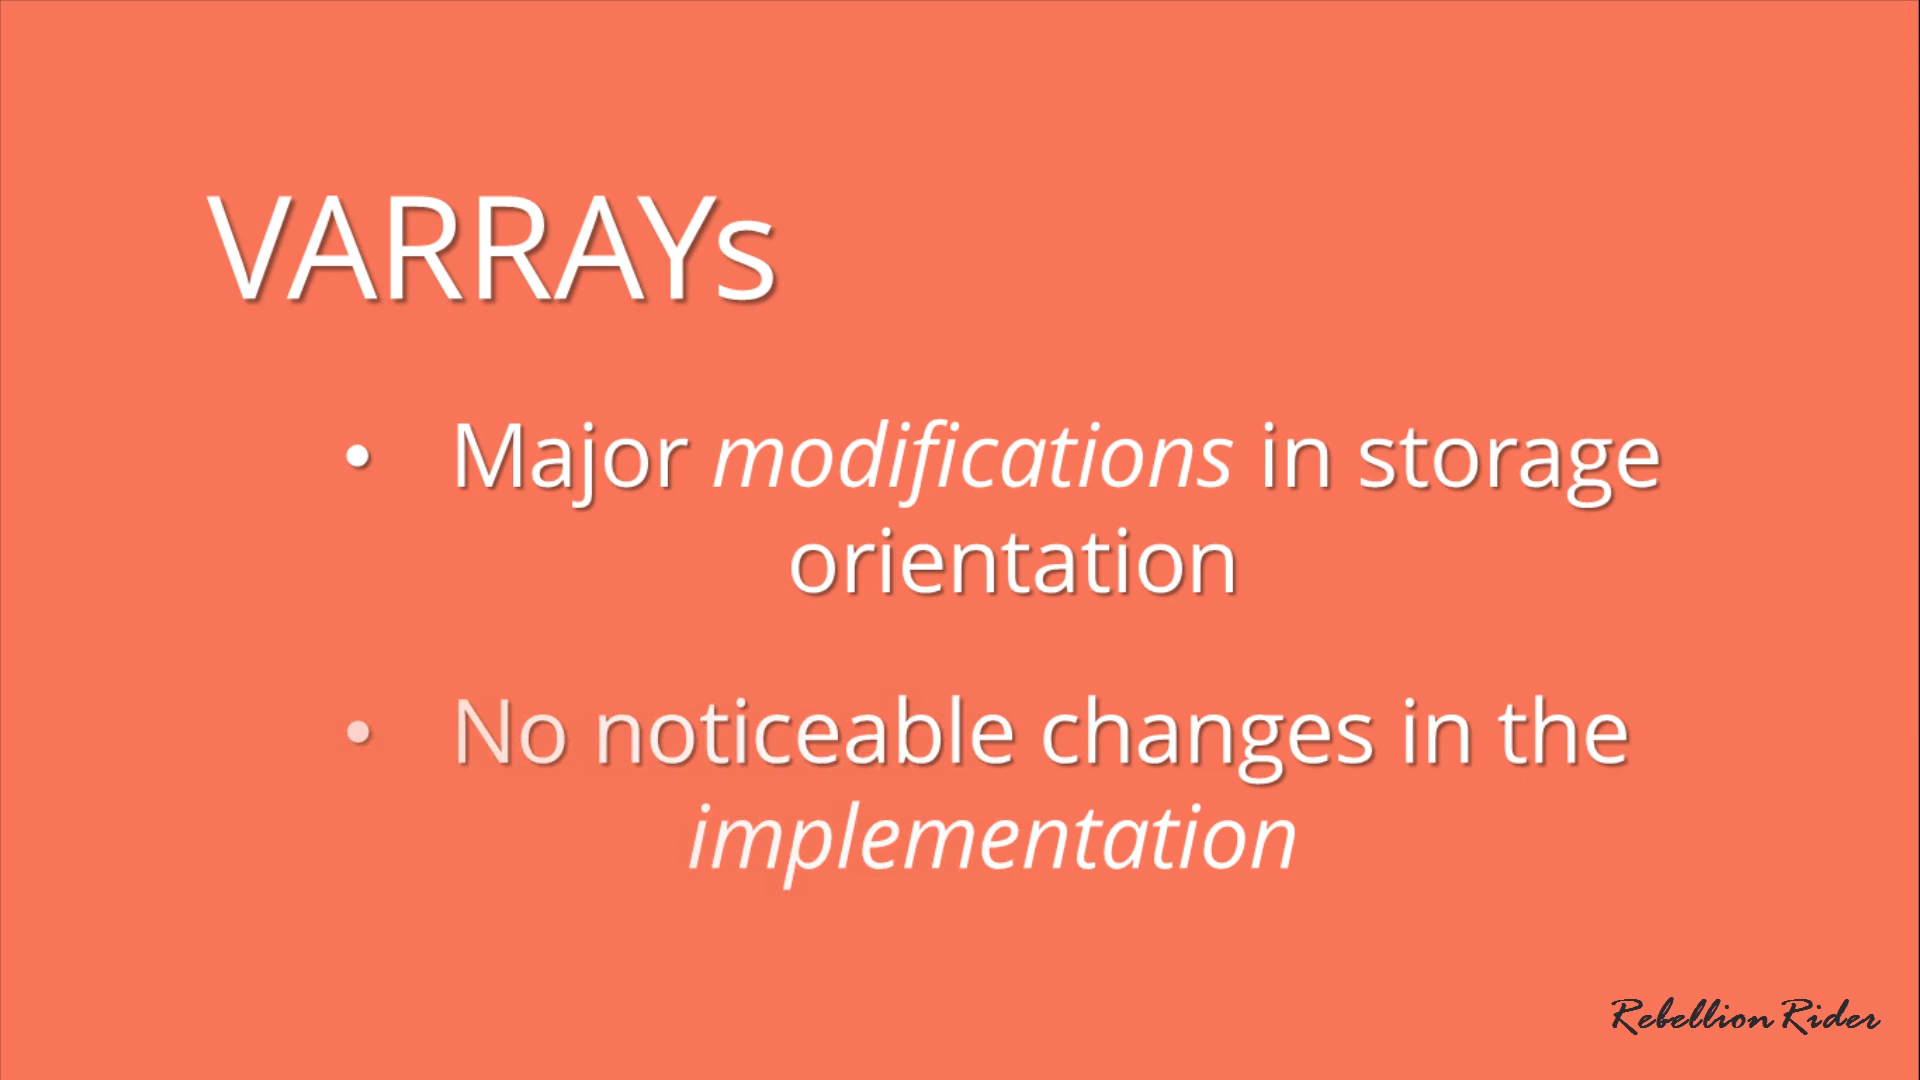 VARRAYs
• Major modifications in storage
orientation
• No noticeable changes in the
implementation
Rebellion Rider